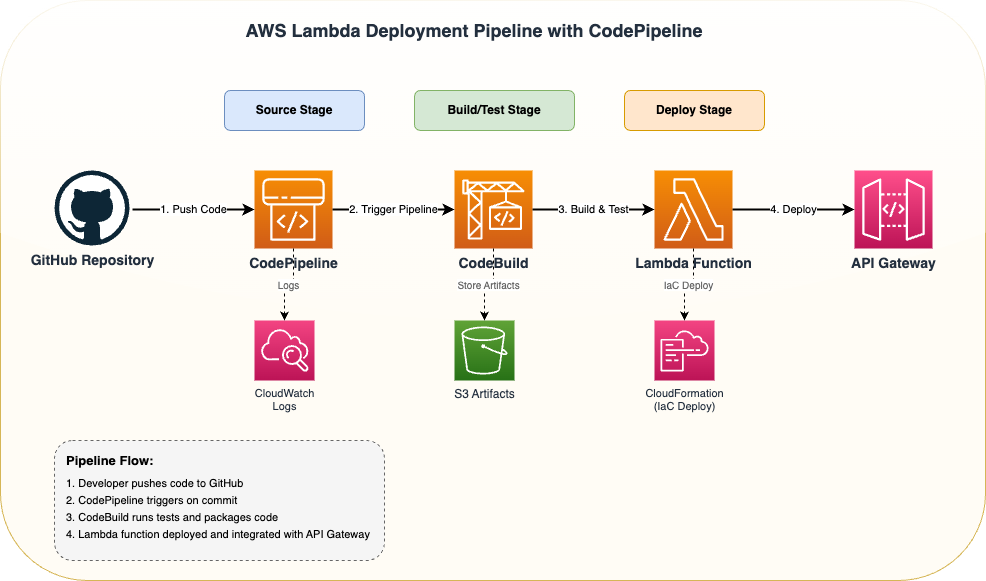 AWS Lambda Deployment Pipeline with CodePipeline
Source Stage
Build/Test Stage
Deploy Stage
1. Push Code
2. Trigger Pipeline
3. Build & Test
4. Deploy
GitHub Repository
CodePipeline
CodeBuild
Lambda Function
API Gateway
Logs
Store Artifacts
IaC Deploy
CloudWatch
Logs
S3 Artifacts
CloudFormation
(IaC Deploy)
Pipeline Flow:
1. Developer pushes code to GitHub
2. CodePipeline triggers on commit
3. CodeBuild runs tests and packages code
4. Lambda function deployed and integrated with API Gateway